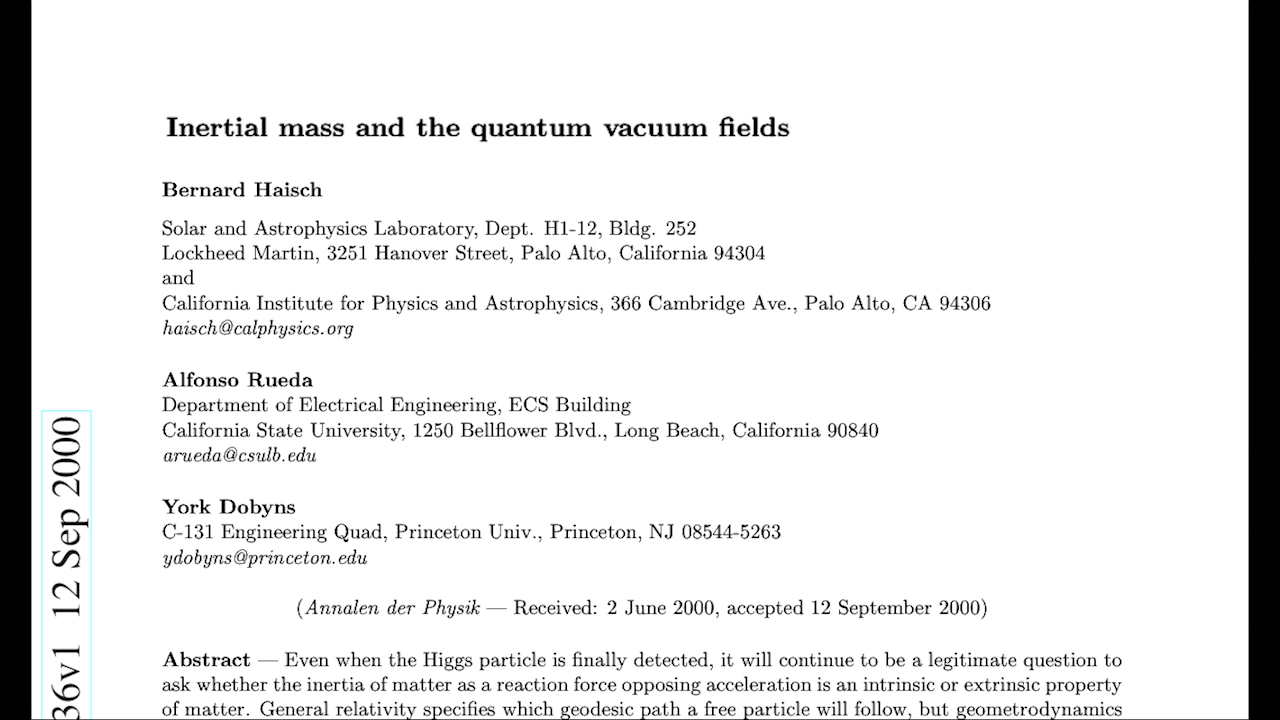 Inertial mass and the quantum vacuum fields
Bernard Haisch
Solar and Astrophysics Laboratory, Dept. H1-12, Bldg. 252
Lockheed Martin, 3251 Hanover Street, Palo Alto, California 94304
and
California Institute for Physics and Astrophysics, 366 Cambridge Ave., Palo Alto, CA 94306
haisch@calphysics.org
Alfonso Rueda
Department of Electrical Engineering, ECS Building
California State University, 1250 Bellflower Blvd., Long Beach, California 90840
arueda@csulb.edu
York Dobyns
C-131 Engineering Quad, Princeton Univ., Princeton, NJ 08544-5263
ydobyns@princeton.edu
(Annalen der Physik — Received: 2 June 2000, accepted 12 September 2000)
Abstract — Even when the Higgs particle is finally detected, it will continue to be a legitimate question to
ask whether the inertia of matter as a reaction force opposing acceleration is an intrinsic or extrinsic property
of matter. General relativity specifies which geodesic path a free particle will follow, but geometrodynamics
36v1 12 Sep 2000